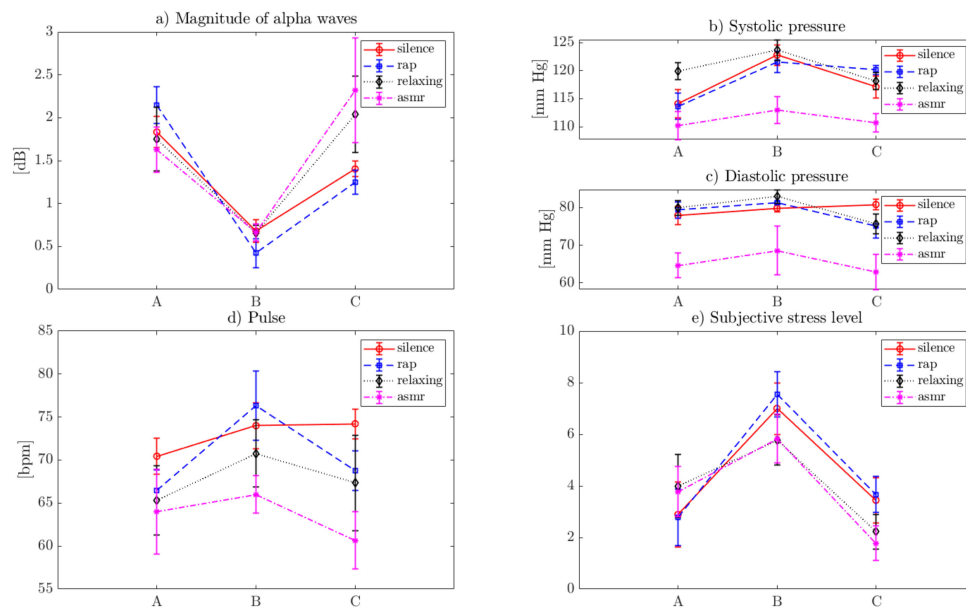 a) Magnitude of alpha waves
3
2.5
2
1.5
1
0.5
0
[dB]
A
B
C
silence
rap
relaxing
asmr
b) Systolic pressure
125
120
115
110
[mm Hg]
A
B
C
silence
rap
relaxing
asmr
c) Diastolic pressure
80
70
60
[mm Hg]
A
B
C
silence
rap
relaxing
asmr
d) Pulse
85
80
75
70
65
60
55
[bpm]
A
B
C
silence
rap
relaxing
asmr
e) Subjective stress level
10
8
6
4
2
0
A
B
C
silence
rap
relaxing
asmr